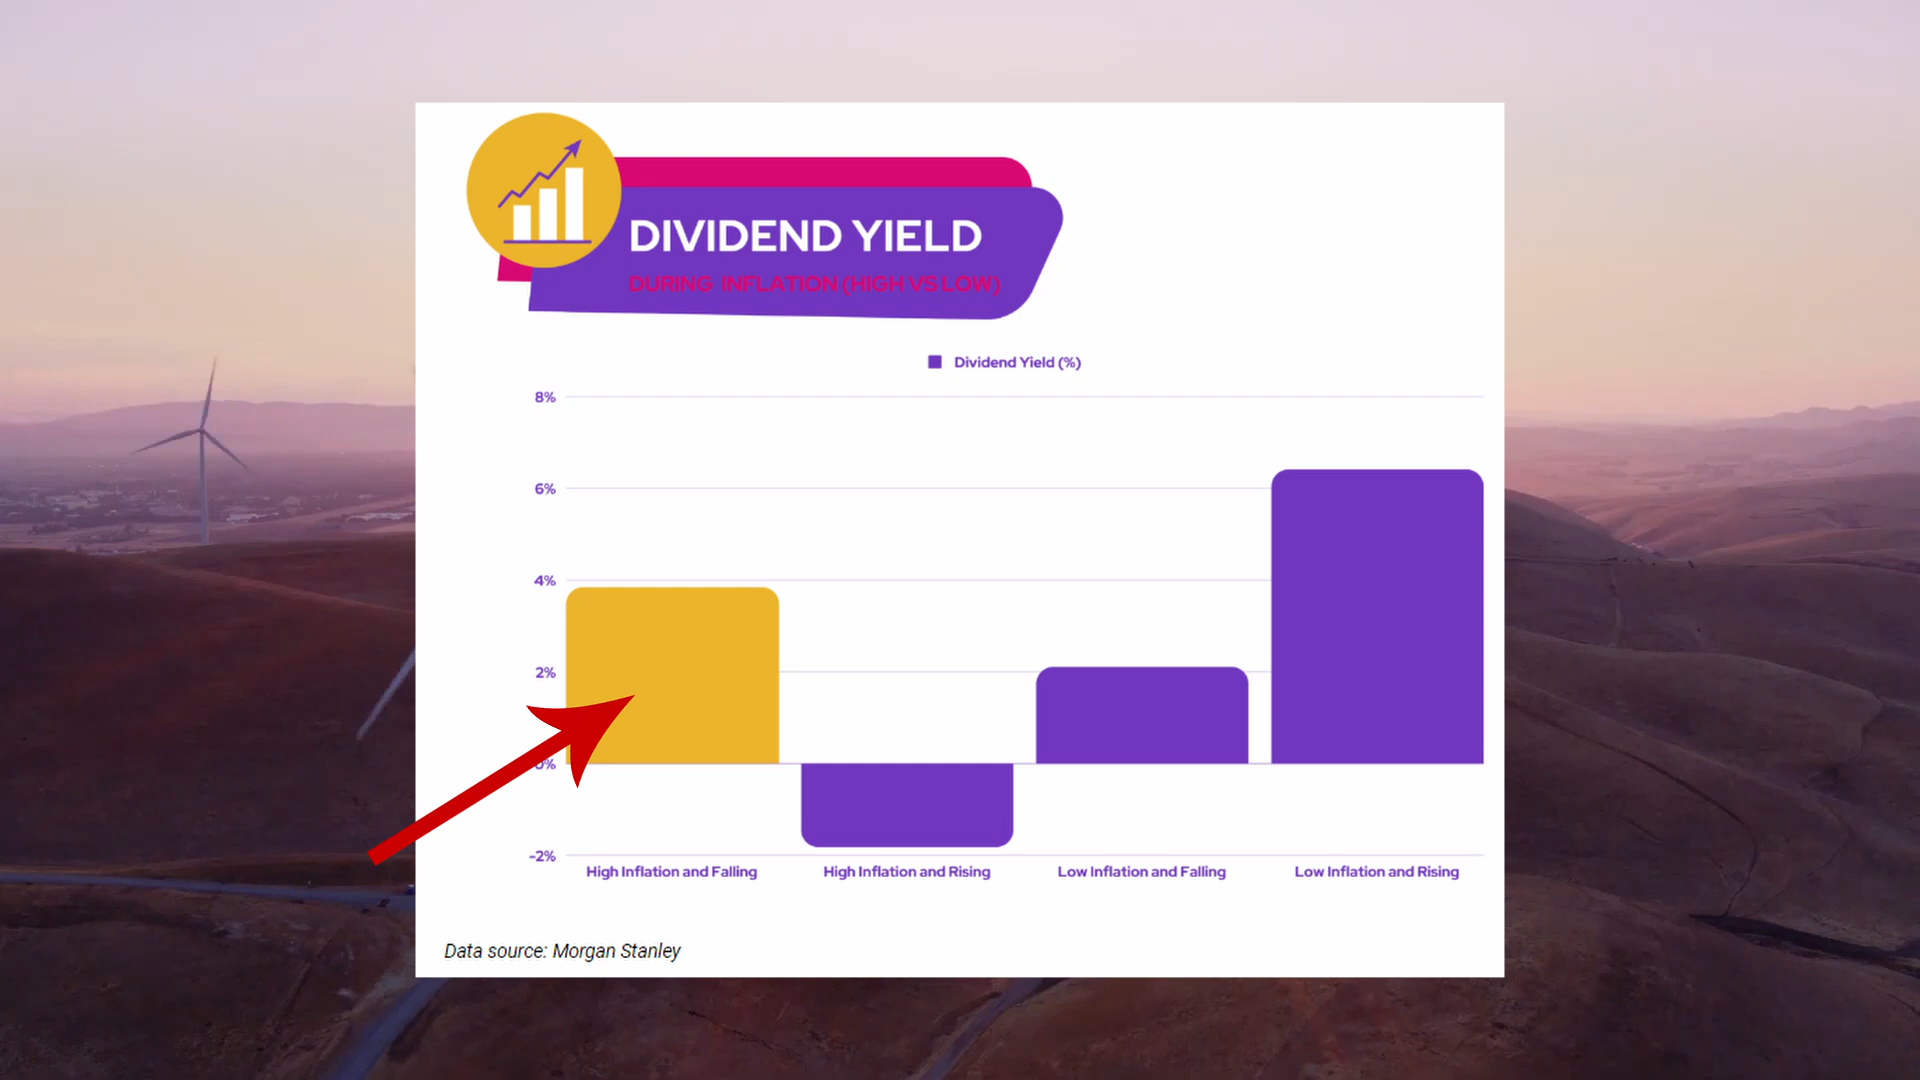 DIVIDEND YIELD
DURING INFLATION (HIGH VS LOW)
Dividend Yield (%)
8%
6%
4%
2%
0%
-2%
High Inflation and Falling
High Inflation and Rising
Low Inflation and Falling
Low Inflation and Rising
Data source: Morgan Stanley